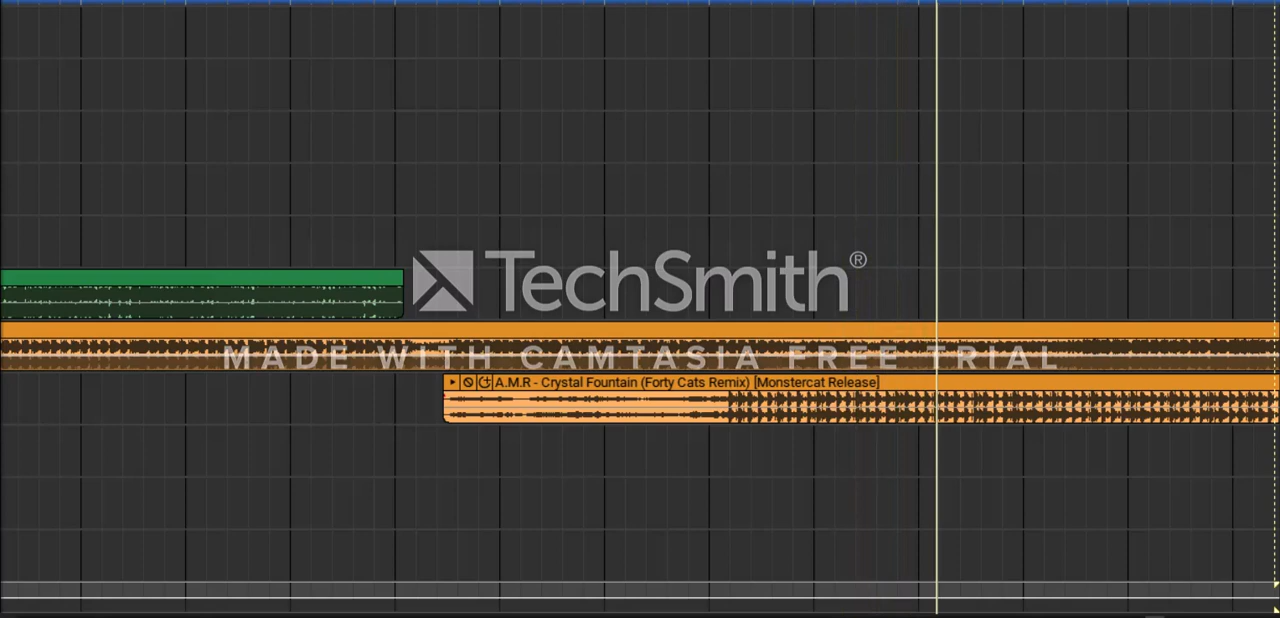 TechSmith®
MADE WITH CAMTASIA FREE TRIAL
A.M.R - Crystal Fountain (Forty Cats Remix) [Monstercat Release]